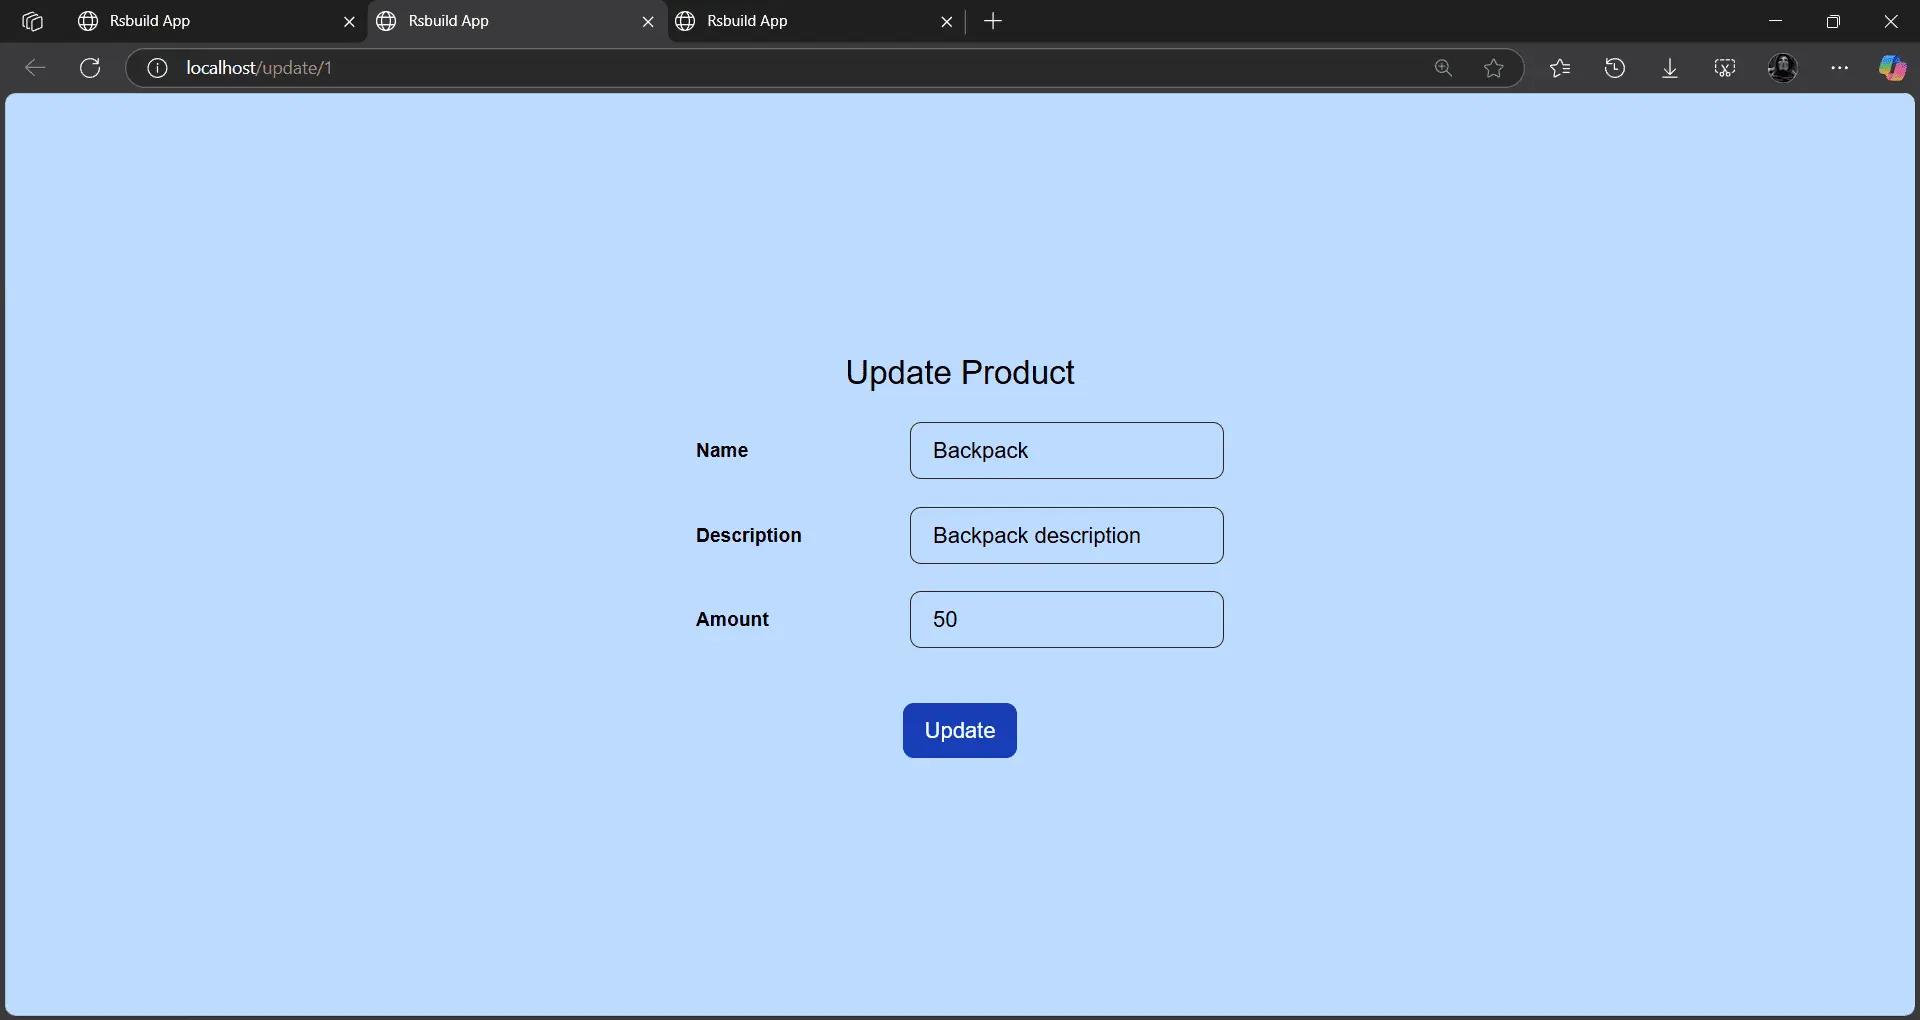 Rsbuild App
Rsbuild App
Rsbuild App
localhost/update/1
Update Product
Name
Backpack
Description
Backpack description
Amount
50
Update